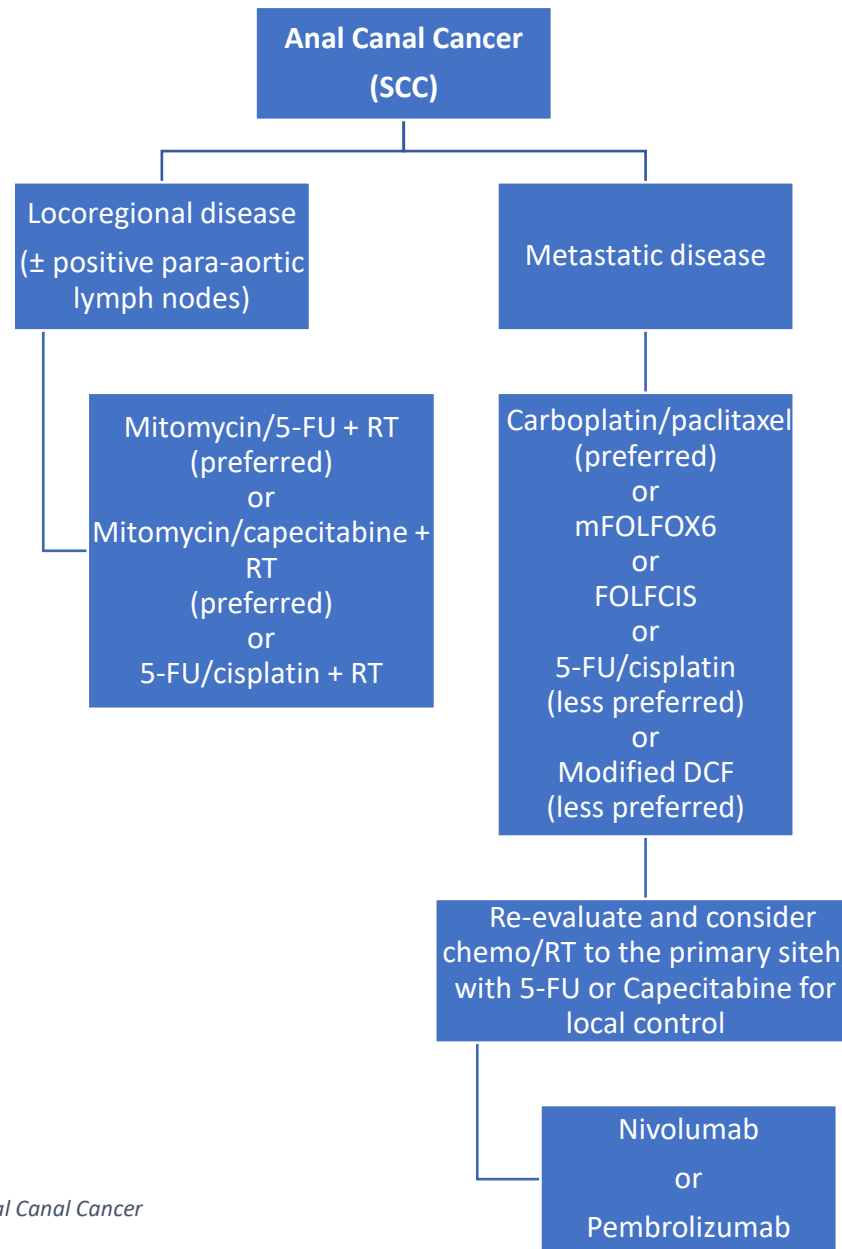 Anal Canal Cancer
(SCC)
Locoregional disease
(± positive para-aortic
lymph nodes)
Mitomycin/5-FU + RT
(preferred)
or
Mitomycin/capecitabine +
RT
(preferred)
or
5-FU/cisplatin + RT
Metastatic disease
Carboplatin/paclitaxel
(preferred)
or
mFOLFOX6
or
FOLFCIS
or
5-FU/cisplatin
(less preferred)
or
Modified DCF
(less preferred)
Re-evaluate and consider
chemo/RT to the primary siteh
with 5-FU or Capecitabine for
local control
Nivolumab
or
Pembrolizumab
al Canal Cancer